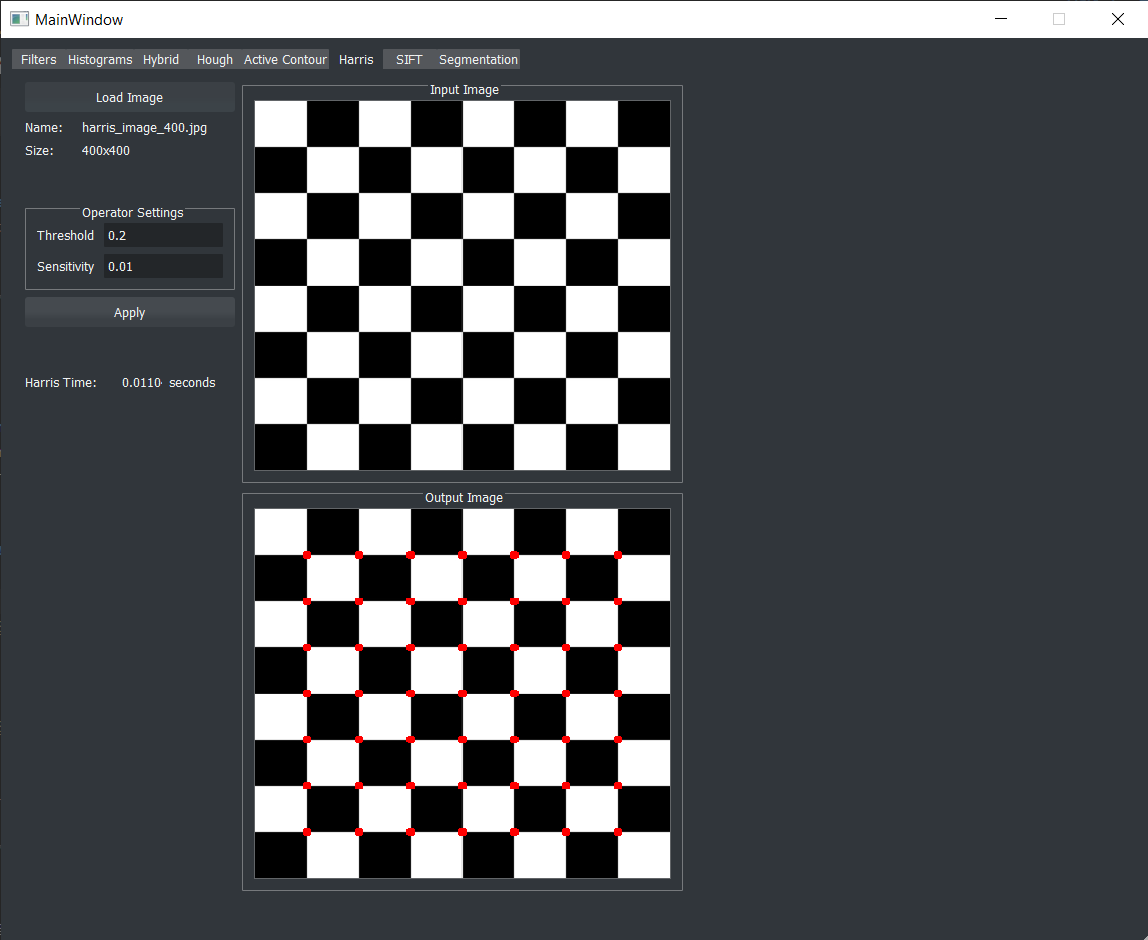 MainWindow
Filters Histograms Hybrid Hough Active Contour Harris SIFT Segmentation
Load Image
Name: harris_image_400.jpg
Size: 400x400
Operator Settings
Threshold 0.2
Sensitivity 0.01
Apply
Harris Time: 0.0110 seconds
Input Image
Output Image